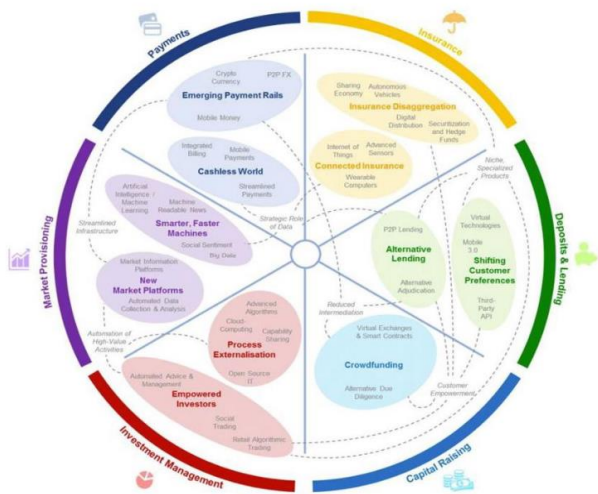 Payments
Insurance
Crypto
Currency
P2P FX
Emerging Payment Rails
Mobile Money
Sharing
Economy
Autonomous
Vehicles
Insurance Disaggregation
Digital
Distribution
Securitization
and Hedge
Funds
Integrated
Billing
Mobile
Payments
Cashless World
Streamlined
Payments
Internet of
Things
Advanced
Sensors
Connected Insurance
Wearable
Computers
Niche,
Specialized
Products
Market Provisioning
Artificial
Intelligence /
Machine
Learning
Machine
Readable News
Smarter, Faster
Machines
Social Sentiment
Big Data
Streamlined
Infrastructure
Strategic Role
of Data
Deposits & Lending
P2P Lending
Alternative
Lending
Alternative
Adjudication
Virtual
Technologies
Mobile
3.0
Shifting
Customer
Preferences
Third-
Party
API
Market Information
Platforms
New
Market Platforms
Automated Data
Collection & Analysis
Automation of
High-Value
Activities
Advanced
Algorithms
Cloud-
Computing
Capability
Sharing
Process
Externalisation
Open Source
IT
Reduced
Intermediation
Virtual Exchanges
& Smart Contracts
Crowdfunding
Alternative Due
Diligence
Customer
Empowerment
Automated Advice &
Management
Empowered
Investors
Social
Trading
Retail Algorithmic
Trading
Investment Management
Capital Raising